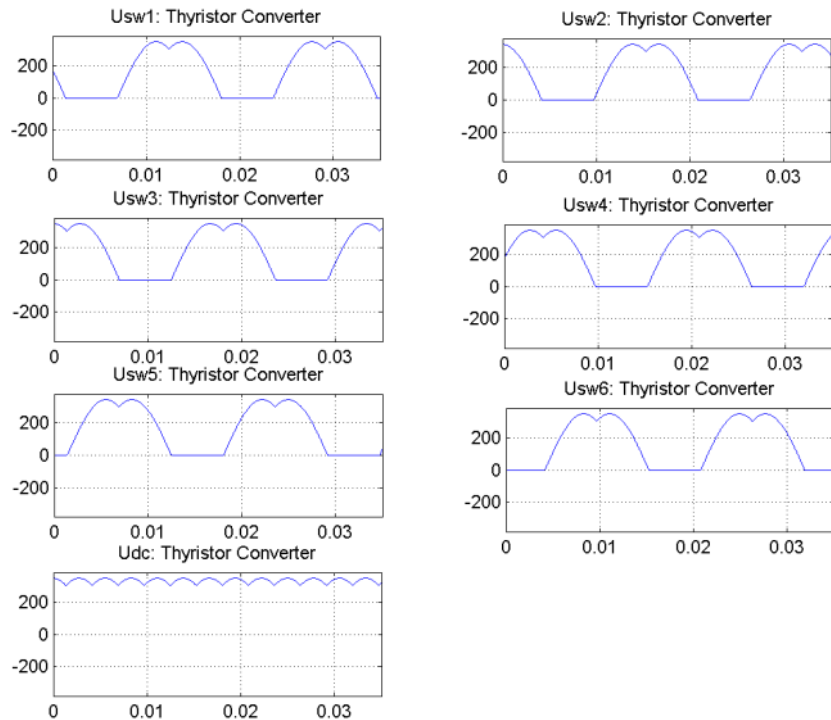 Usw1: Thyristor Converter
200
0
-200
0 0.01 0.02 0.03
Usw2: Thyristor Converter
200
0
-200
0 0.01 0.02 0.03
Usw3: Thyristor Converter
200
0
-200
0 0.01 0.02 0.03
Usw4: Thyristor Converter
200
0
-200
0 0.01 0.02 0.03
Usw5: Thyristor Converter
200
0
-200
0 0.01 0.02 0.03
Usw6: Thyristor Converter
200
0
-200
0 0.01 0.02 0.03
Udc: Thyristor Converter
200
0
-200
0 0.01 0.02 0.03